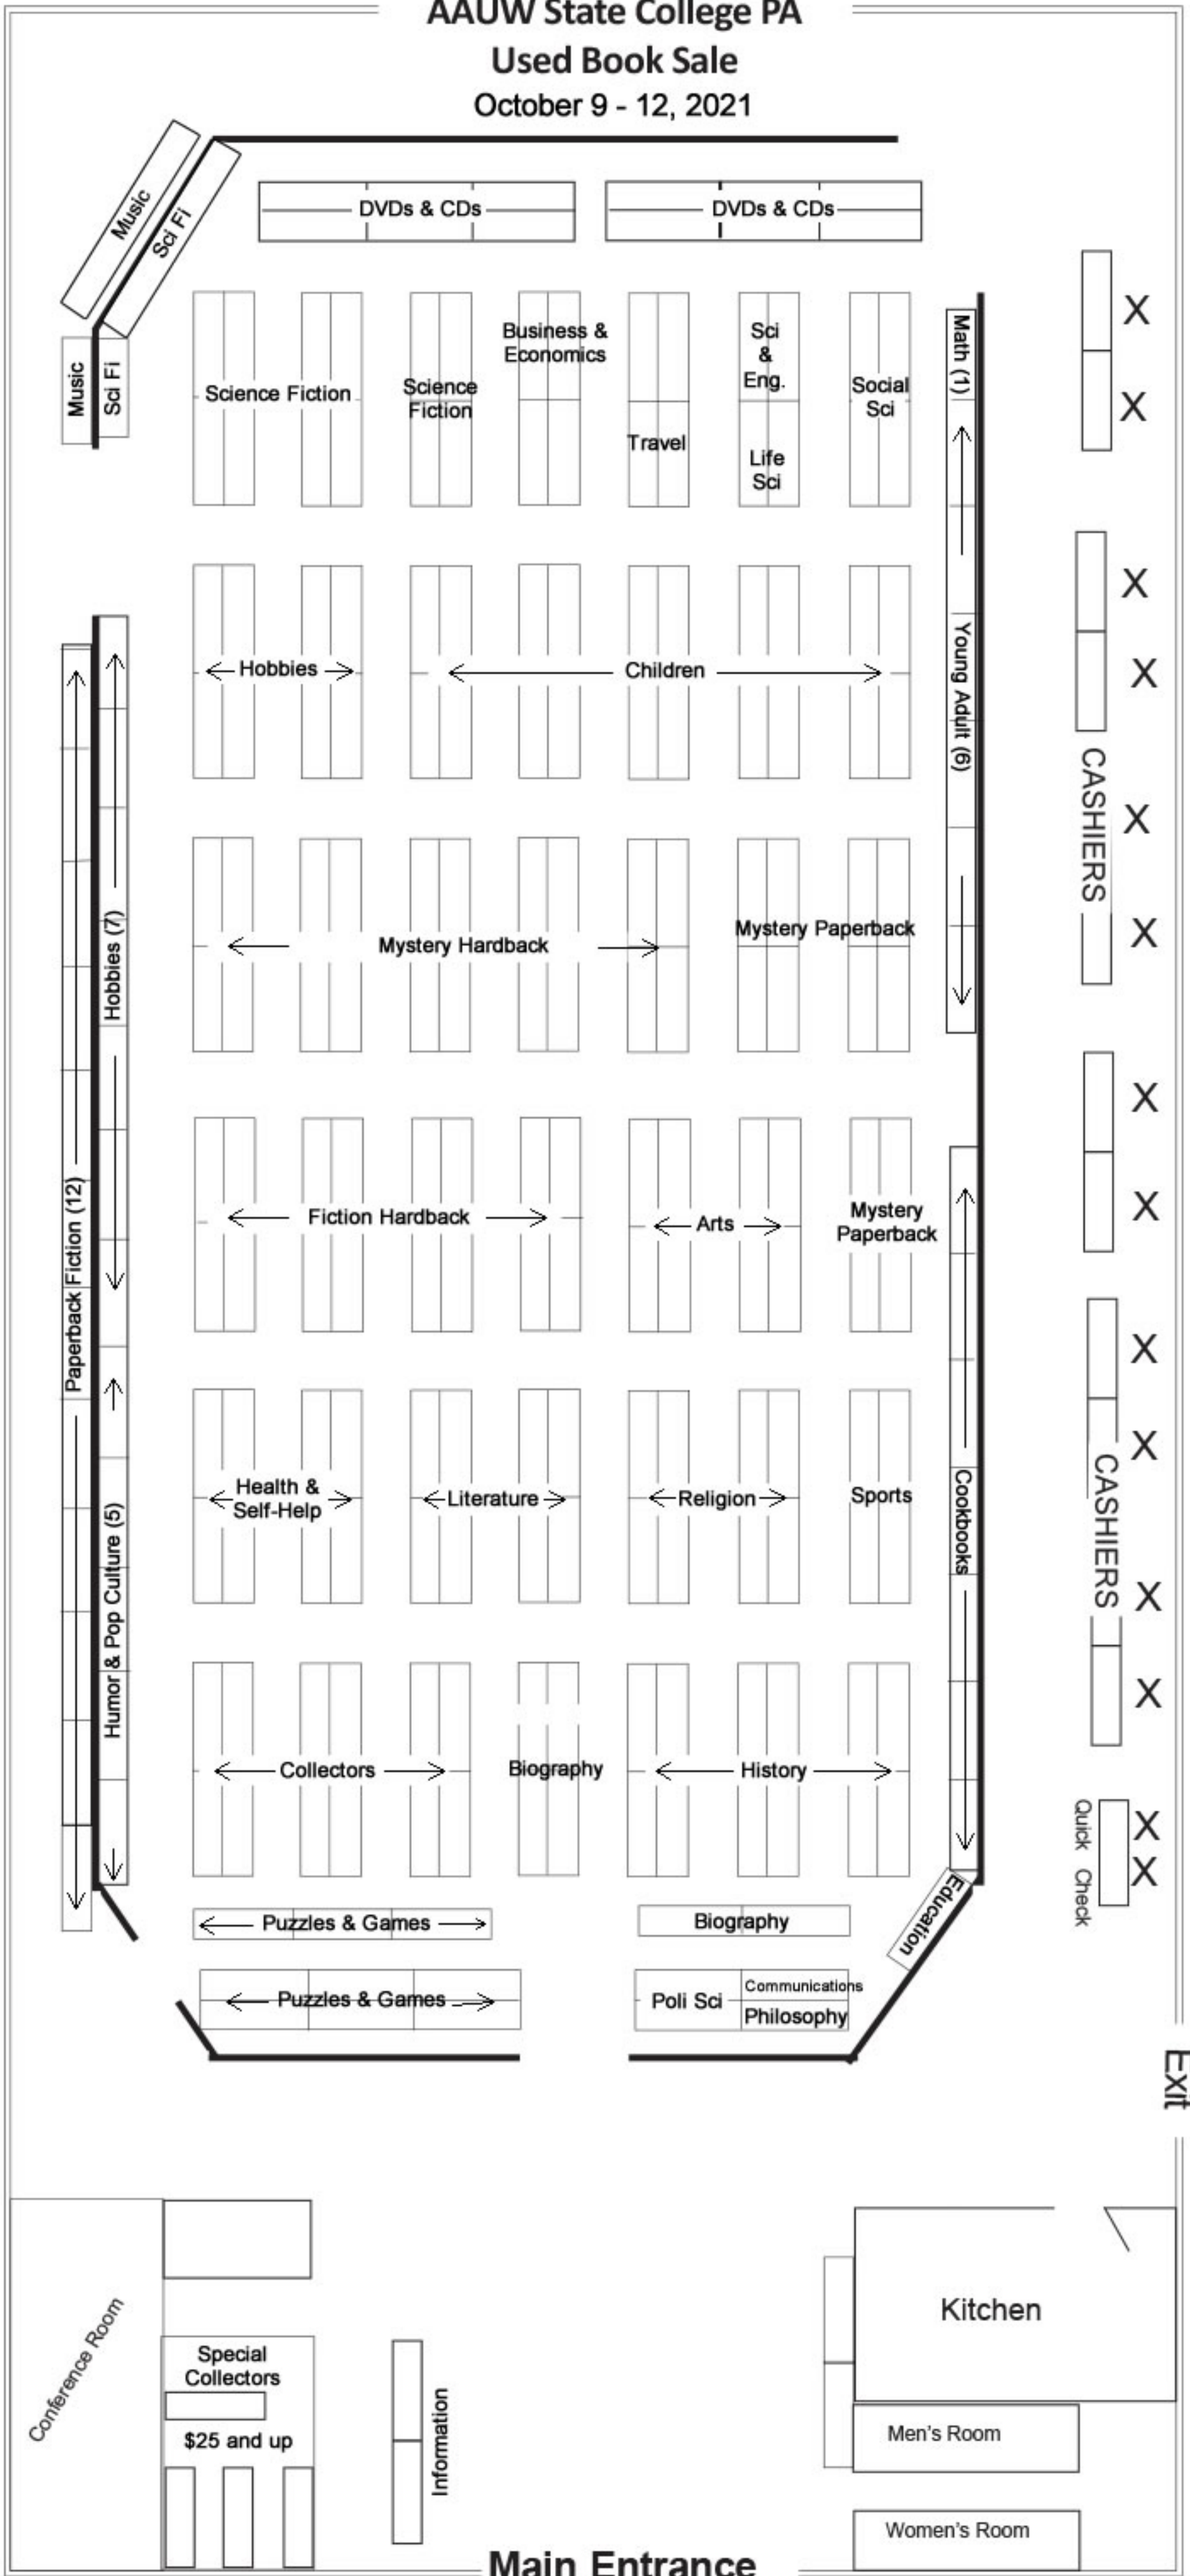 AAUW State College PA
Used Book Sale
October 9 - 12, 2021
Music
Sci Fi
DVDs & CDs
DVDs & CDs
Music
Sci Fi
Science Fiction
Science
Fiction
Business &
Economics
Travel
Sci
&
Eng.
Life
Sci
Social
Sci
Math (1)
X
X
Hobbies
Children
Young Adult (6)
X
X
CASHIERS
X
X
Hobbies (7)
Mystery Hardback
Mystery Paperback
Paperback Fiction (12)
Fiction Hardback
Arts
Mystery
Paperback
X
X
Humor & Pop Culture (5)
Health &
Self-Help
Literature
Religion
Sports
Cookbooks
X
X
CASHIERS
X
X
Collectors
Biography
History
Quick Check
X
X
Education
Puzzles & Games
Biography
Puzzles & Games
Poli Sci
Communications
Philosophy
Exit
Conference Room
Special
Collectors
$25 and up
Information
Kitchen
Men's Room
Women's Room
Main Entrance